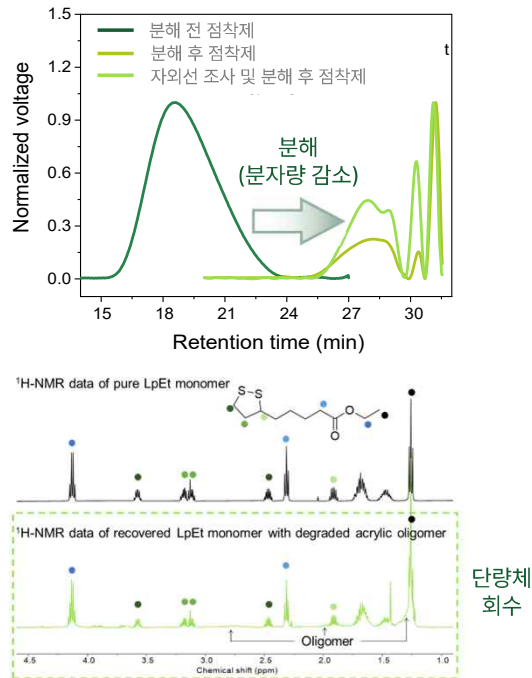 1.5
1.2
0.9
0.6
0.3
0.0
Normalized voltage
분해 전 점착제
분해 후 점착제
자외선 조사 및 분해 후 점착제
t
분해
(분자량 감소)
15 18 21 24 27 30
Retention time (min)
¹H-NMR data of pure LpEt monomer
S–S
O
O
¹H-NMR data of recovered LpEt monomer with degraded acrylic oligomer
단량체
회수
Oligomer
4.5 4.0 3.5 3.0 2.5 2.0 1.5 1.0
Chemical shift (ppm)